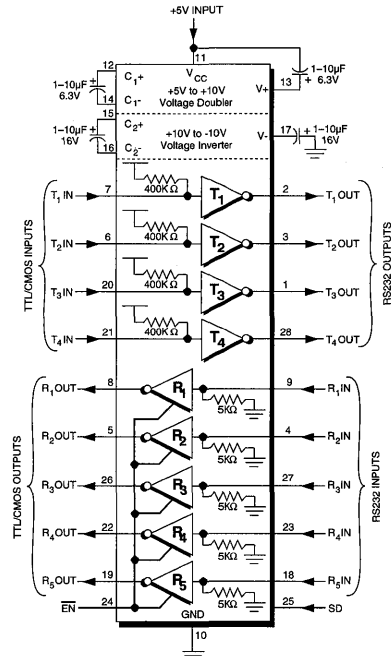 +5V INPUT
11
12 C1+ VCC
1–10µF 6.3V
+5V to +10V Voltage Doubler
V+ 13
1–10µF 6.3V
14 C1-
15 C2+
1–10µF 16V
+10V to -10V Voltage Inverter
V- 17
1–10µF 16V
16 C2-
TTL/CMOS INPUTS
T1 IN 7 400KΩ T1 2 T1 OUT
T2 IN 6 400KΩ T2 3 T2 OUT
T3 IN 20 400KΩ T3 1 T3 OUT
T4 IN 21 400KΩ T4 28 T4 OUT
RS232 OUTPUTS
TTL/CMOS OUTPUTS
R1 OUT 8 R1 5KΩ 9 R1 IN
R2 OUT 5 R2 5KΩ 4 R2 IN
R3 OUT 26 R3 5KΩ 27 R3 IN
R4 OUT 22 R4 5KΩ 23 R4 IN
R5 OUT 19 R5 5KΩ 18 R5 IN
RS232 INPUTS
EN 24 GND 25 SD
10